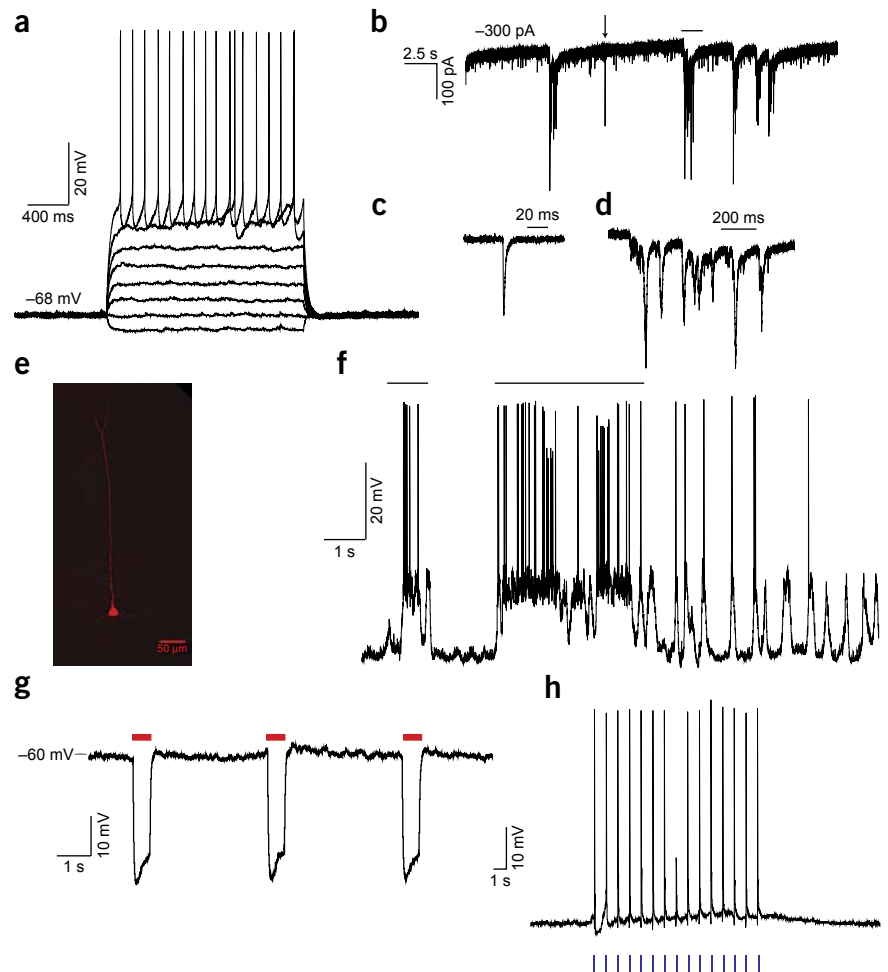 a
20 mV
400 ms
–68 mV
b
–300 pA
2.5 s
100 pA
c
20 ms
d
200 ms
e
50 µm
f
20 mV
1 s
g
–60 mV
10 mV
1 s
h
10 mV
1 s